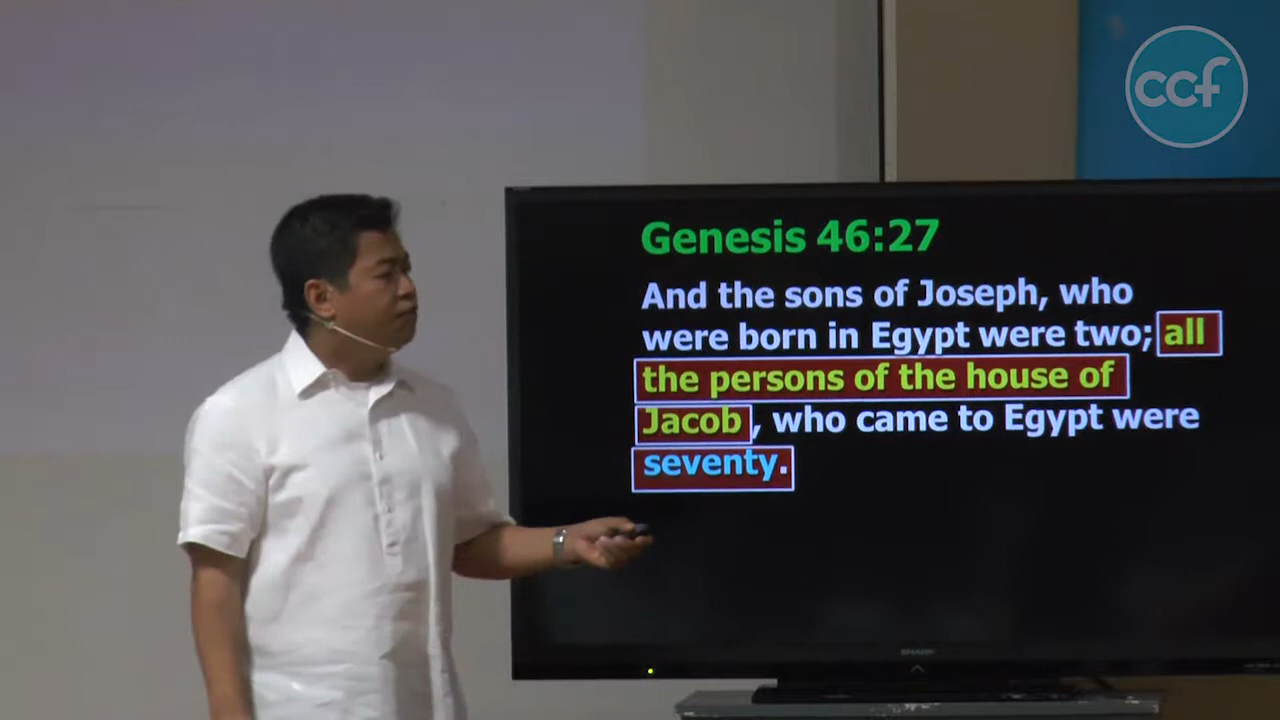 ccf
Genesis 46:27
And the sons of Joseph, who
were born in Egypt were two; all
the persons of the house of
Jacob, who came to Egypt were
seventy.
SHARP